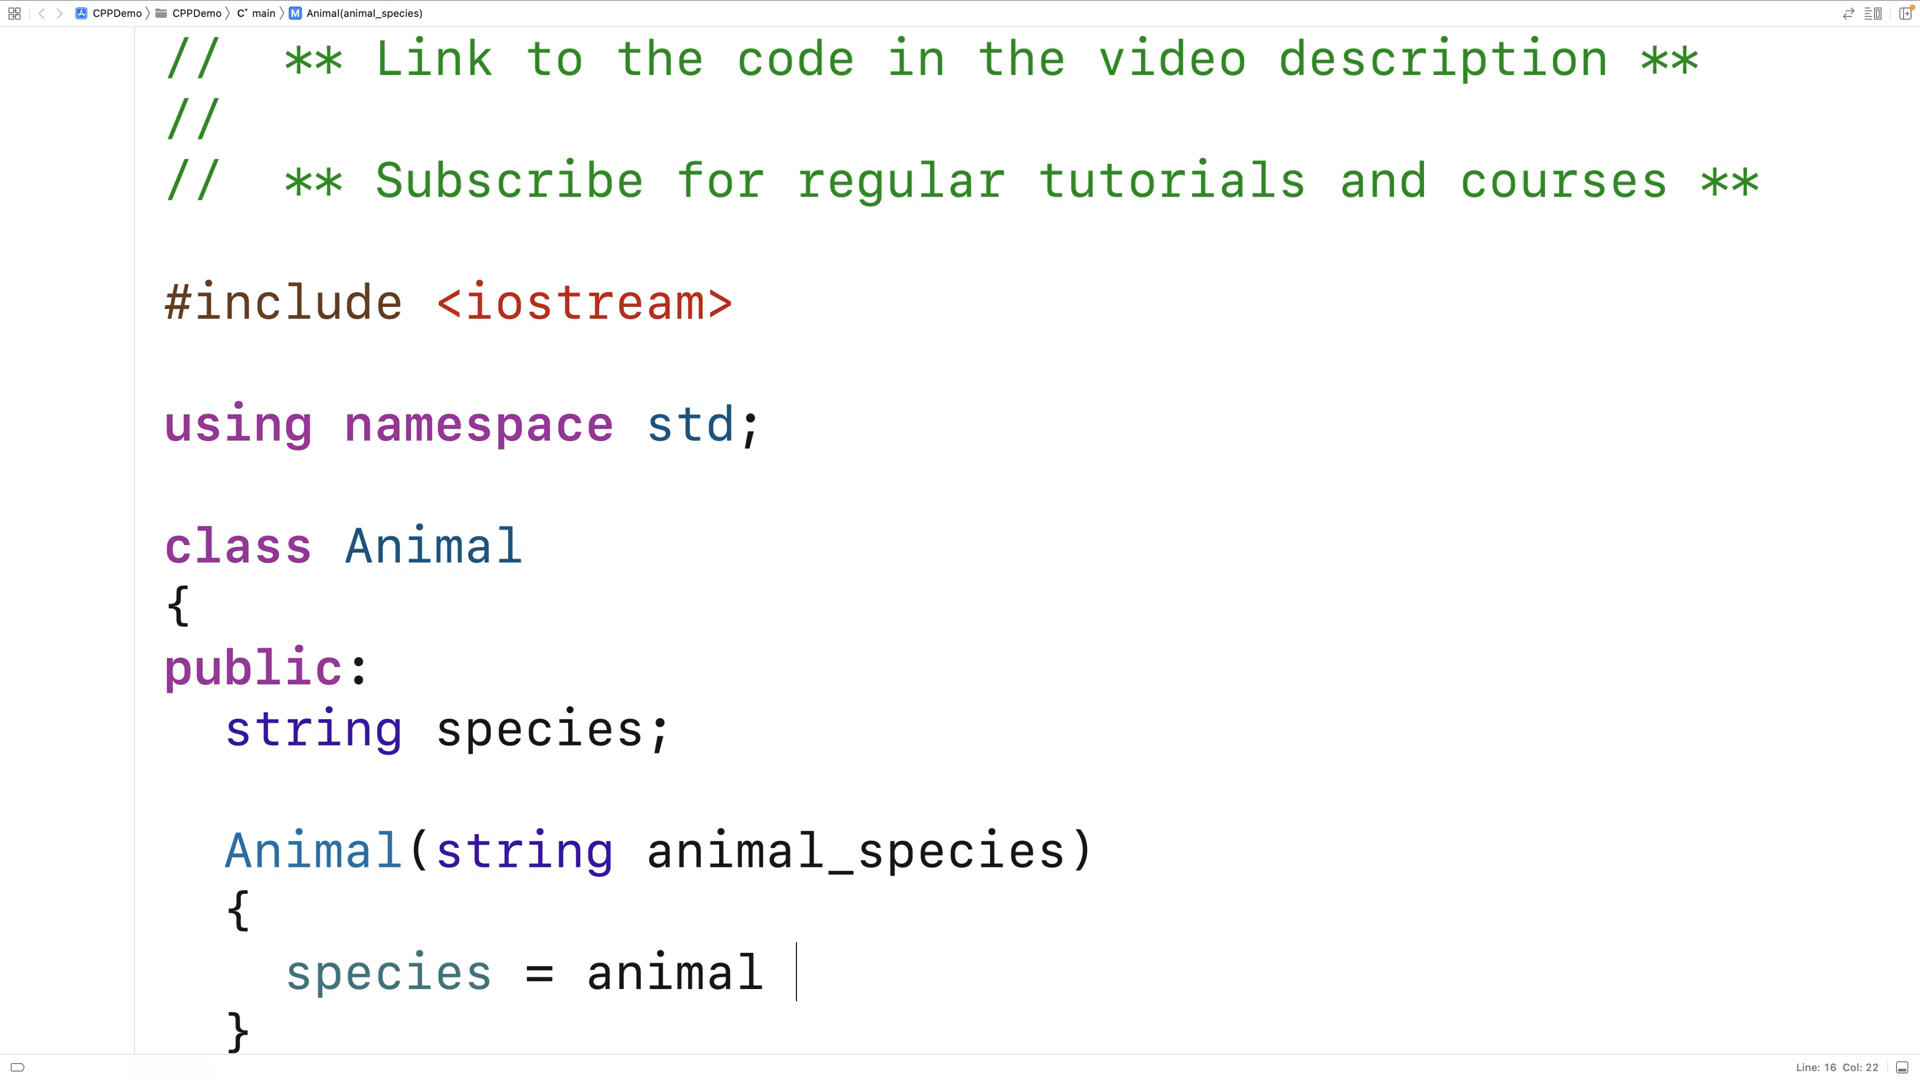 CPPDemo 〉 CPPDemo 〉 C+ main 〉 M Animal(animal_species)
//  ** Link to the code in the video description **
//
//  ** Subscribe for regular tutorials and courses **
#include <iostream>
using namespace std;
class Animal
{
public:
string species;
Animal(string animal_species)
{
species = animal
}
Line: 16 Col: 22